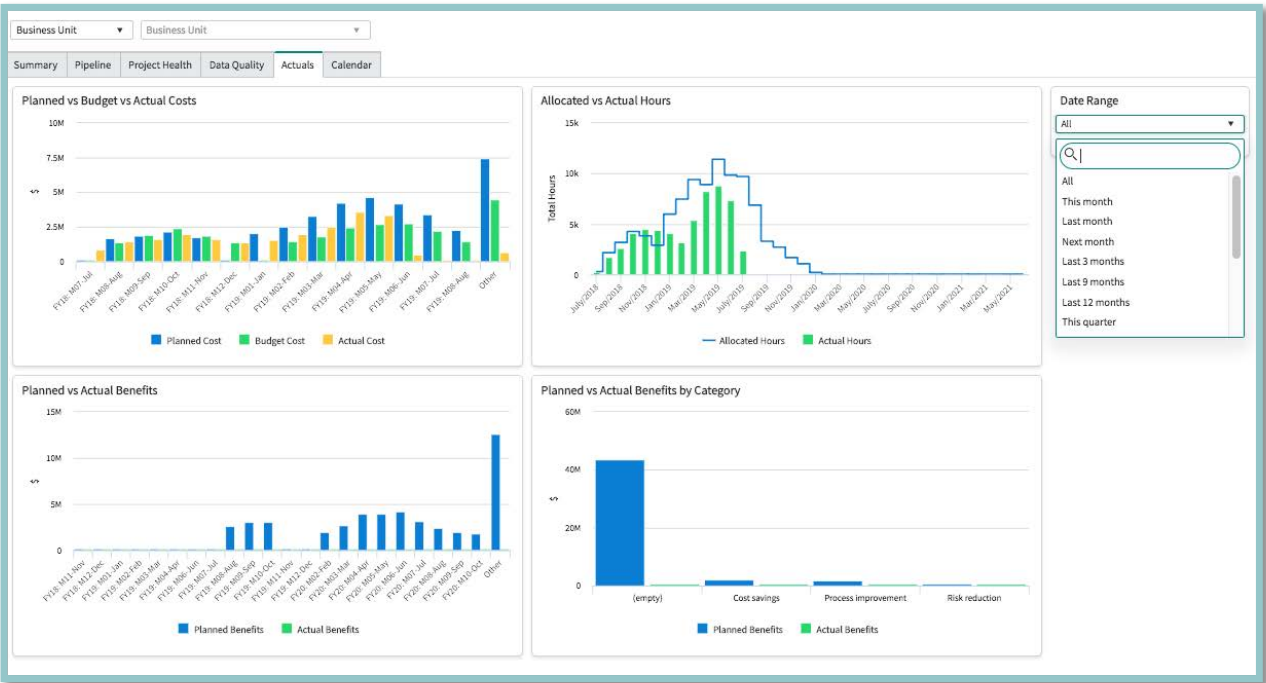 Business Unit
Business Unit
Summary Pipeline Project Health Data Quality Actuals Calendar
Planned vs Budget vs Actual Costs
10M
7.5M
5M
2.5M
0
$
FY18: M07-Jul
FY18: M08-Aug
FY18: M09-Sep
FY18: M10-Oct
FY18: M11-Nov
FY18: M12-Dec
FY19: M01-Jan
FY19: M02-Feb
FY19: M03-Mar
FY19: M04-Apr
FY19: M05-May
FY19: M06-Jun
FY19: M07-Jul
FY19: M08-Aug
Other
Planned Cost Budget Cost Actual Cost
Allocated vs Actual Hours
15k
10k
5k
0
Total Hours
July/2018
Sep/2018
Nov/2018
Jan/2019
Mar/2019
May/2019
July/2019
Sep/2019
Nov/2019
Jan/2020
Mar/2020
May/2020
July/2020
Sep/2020
Nov/2020
Jan/2021
Mar/2021
May/2021
Allocated Hours Actual Hours
Date Range
All
All
This month
Last month
Next month
Last 3 months
Last 9 months
Last 12 months
This quarter
Planned vs Actual Benefits
15M
10M
5M
0
$
FY18: M11-Nov
FY18: M12-Dec
FY19: M01-Jan
FY19: M02-Feb
FY19: M03-Mar
FY19: M04-Apr
FY19: M06-Jun
FY19: M07-Jul
FY19: M08-Aug
FY19: M09-Sep
FY19: M10-Oct
FY19: M11-Nov
FY19: M12-Dec
FY20: M02-Feb
FY20: M03-Mar
FY20: M04-Apr
FY20: M05-May
FY20: M06-Jun
FY20: M07-Jul
FY20: M08-Aug
FY20: M09-Sep
FY20: M10-Oct
Other
Planned Benefits Actual Benefits
Planned vs Actual Benefits by Category
60M
40M
20M
0
$
(empty) Cost savings Process improvement Risk reduction
Planned Benefits Actual Benefits